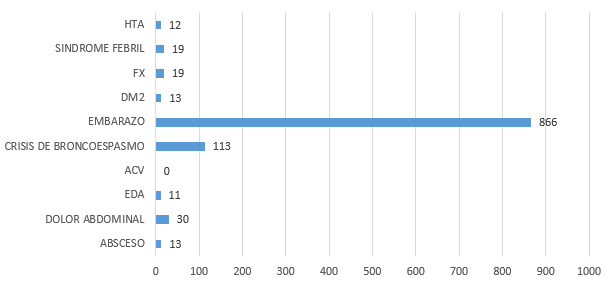 HTA 12
SINDROME FEBRIL 19
FX 19
DM2 13
EMBARAZO 866
CRISIS DE BRONCOESPASMO 113
ACV 0
EDA 11
DOLOR ABDOMINAL 30
ABSCESO 13
0 100 200 300 400 500 600 700 800 900 1000